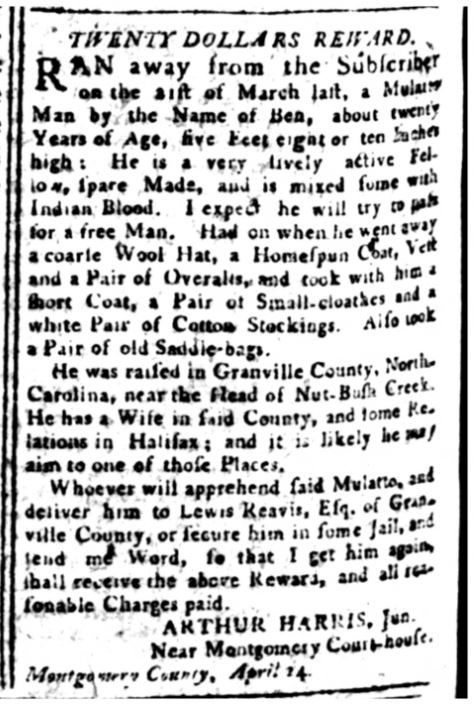 TWENTY DOLLARS REWARD.
RAN away from the Subscriber
on the 21st of March last, a Mulatto
Man by the Name of Ben, about twenty
Years of Age, five Feet eight or ten Inches
high: He is a very lively active Fel-
low, spare Made, and is mixed some with
Indian Blood. I expect he will try to pass
for a free Man. Had on when he went away
a coarse Wool Hat, a Homespun Coat, Vest
and a Pair of Overalls, and took with him a
short Coat, a Pair of Small-cloathes and a
white Pair of Cotton Stockings. Also took
a Pair of old Saddle-bags.
He was raised in Granville County, North-
Carolina, near the Head of Nut-Bush Creek.
He has a Wife in said County, and some Re-
lations in Halifax; and it is likely he may
aim to one of those Places.
Whoever will apprehend said Mulatto, and
deliver him to Lewis Reavis, Esq. of Gran-
ville County, or secure him in some Jail, and
send me Word, so that I get him again,
shall receive the above Reward, and all rea-
sonable Charges paid.
ARTHUR HARRIS, Jun.
Near Montgomery Court-house.
Montgomery County, April 14.